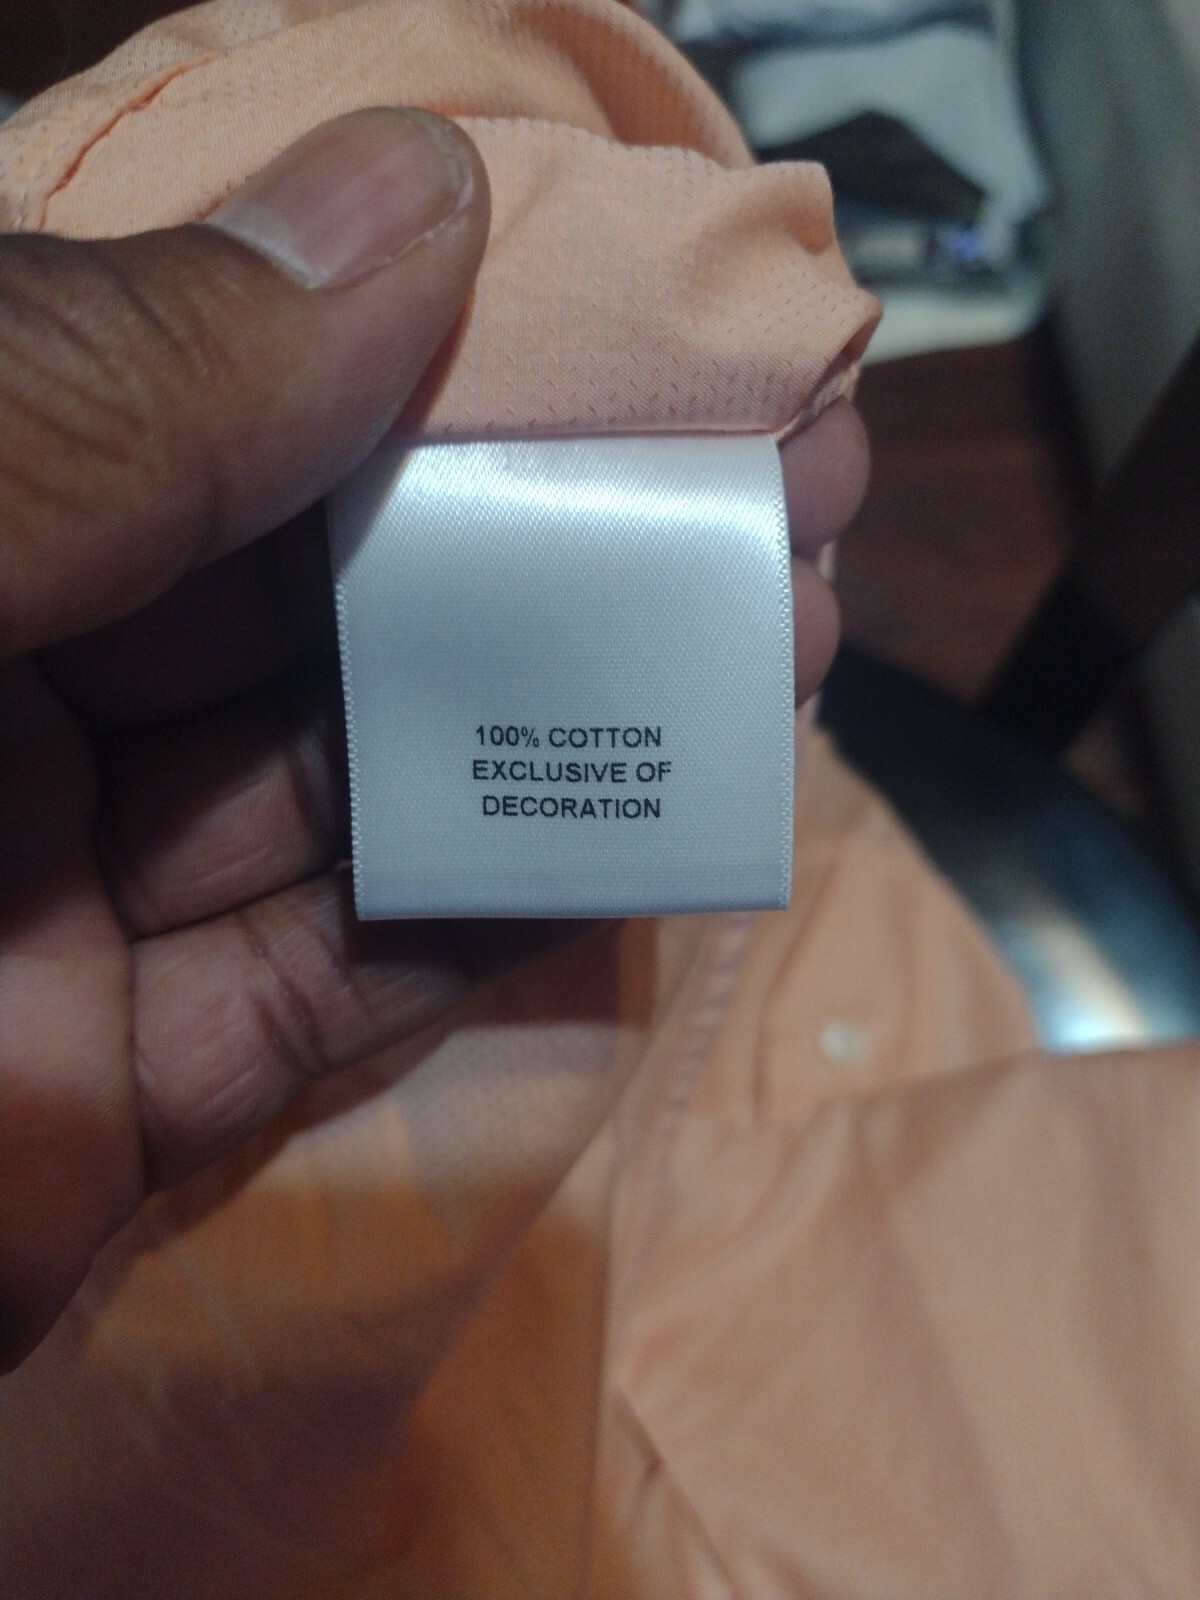 100% COTTON
EXCLUSIVE OF
DECORATION